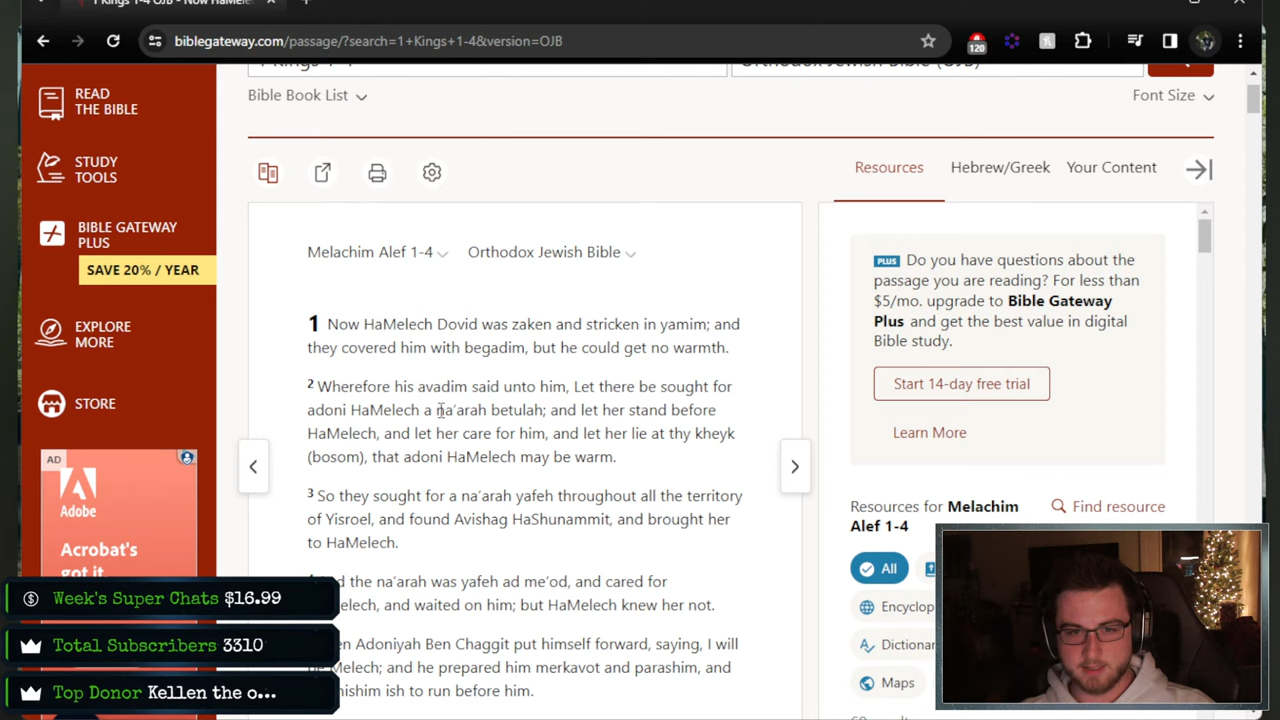 biblegateway.com/passage/?search=1+Kings+1-4&version=OJB
120
Bible Book List
Font Size
READ
THE BIBLE
STUDY
TOOLS
BIBLE GATEWAY
PLUS
SAVE 20% / YEAR
EXPLORE
MORE
STORE
AD
Adobe
Acrobat's
got it.
Melachim Alef 1-4
Orthodox Jewish Bible
1 Now HaMelech Dovid was zaken and stricken in yamim; and
they covered him with begadim, but he could get no warmth.
2 Wherefore his avadim said unto him, Let there be sought for
adoni HaMelech a na'arah betulah; and let her stand before
HaMelech, and let her care for him, and let her lie at thy kheyk
(bosom), that adoni HaMelech may be warm.
3 So they sought for a na'arah yafeh throughout all the territory
of Yisroel, and found Avishag HaShunammit, and brought her
to HaMelech.
the na'arah was yafeh ad me'od, and cared for
and waited on him; but HaMelech knew her not.
Adoniyah Ben Chaggit put himself forward, saying, I will
Melech; and he prepared him merkavot and parashim, and
ish to run before him.
Resources
Hebrew/Greek
Your Content
PLUS Do you have questions about the
passage you are reading? For less than
$5/mo. upgrade to Bible Gateway
Plus and get the best value in digital
Bible study.
Start 14-day free trial
Learn More
Resources for Melachim
Alef 1-4
Find resource
All
Encyclop
Dictionar
Maps
Week's Super Chats $16.99
Total Subscribers 3310
Top Donor Kellen the o...